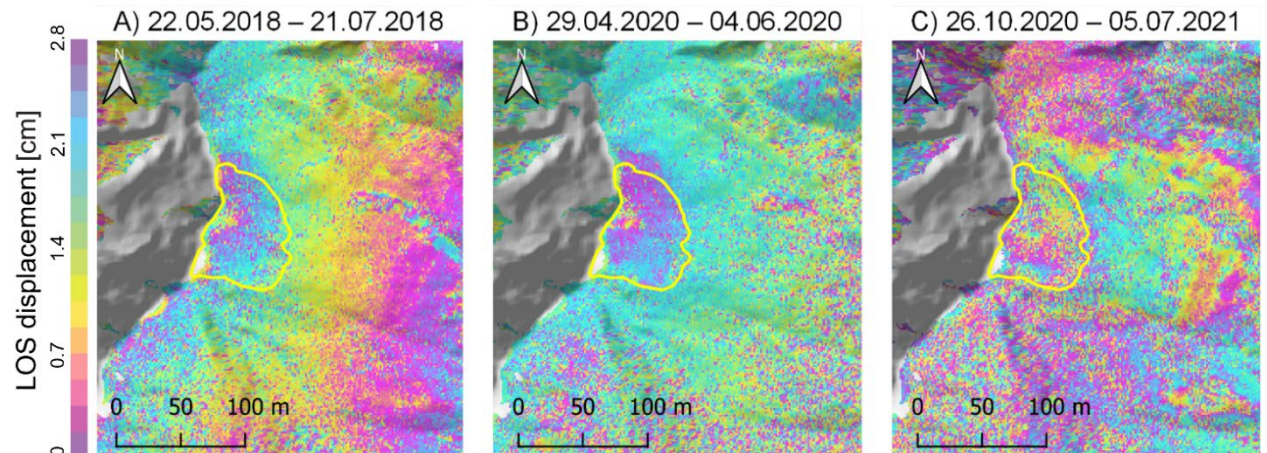 A) 22.05.2018 – 21.07.2018
B) 29.04.2020 – 04.06.2020
C) 26.10.2020 – 05.07.2021
LOS displacement [cm]
2.8
2.1
1.4
0.7
0
N
N
N
0 50 100 m
0 50 100 m
0 50 100 m